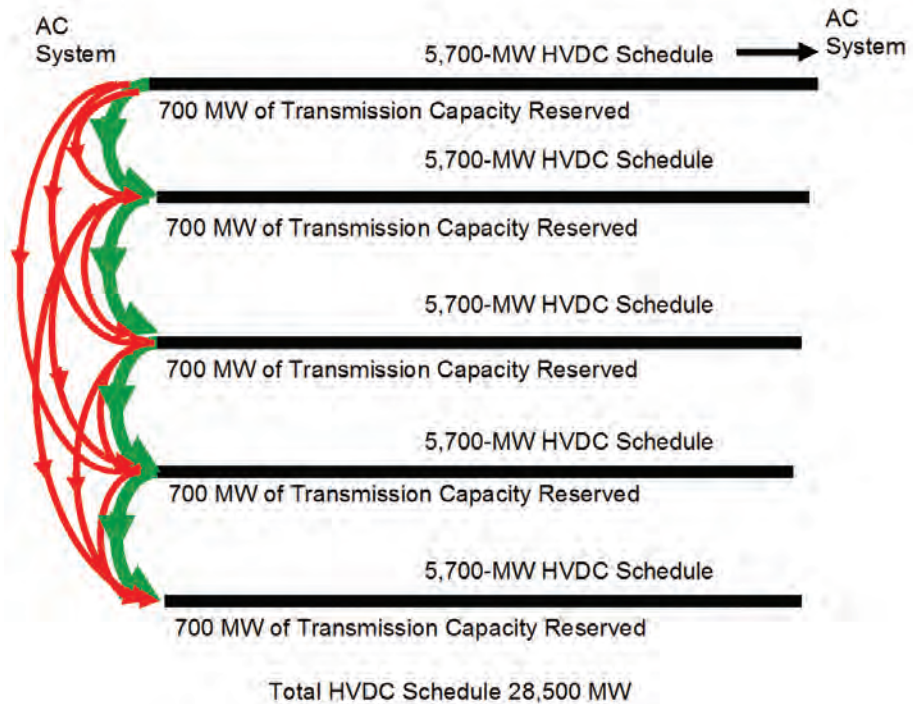 AC
System
AC
System
5,700-MW HVDC Schedule
700 MW of Transmission Capacity Reserved
5,700-MW HVDC Schedule
700 MW of Transmission Capacity Reserved
5,700-MW HVDC Schedule
700 MW of Transmission Capacity Reserved
5,700-MW HVDC Schedule
700 MW of Transmission Capacity Reserved
5,700-MW HVDC Schedule
700 MW of Transmission Capacity Reserved
Total HVDC Schedule 28,500 MW